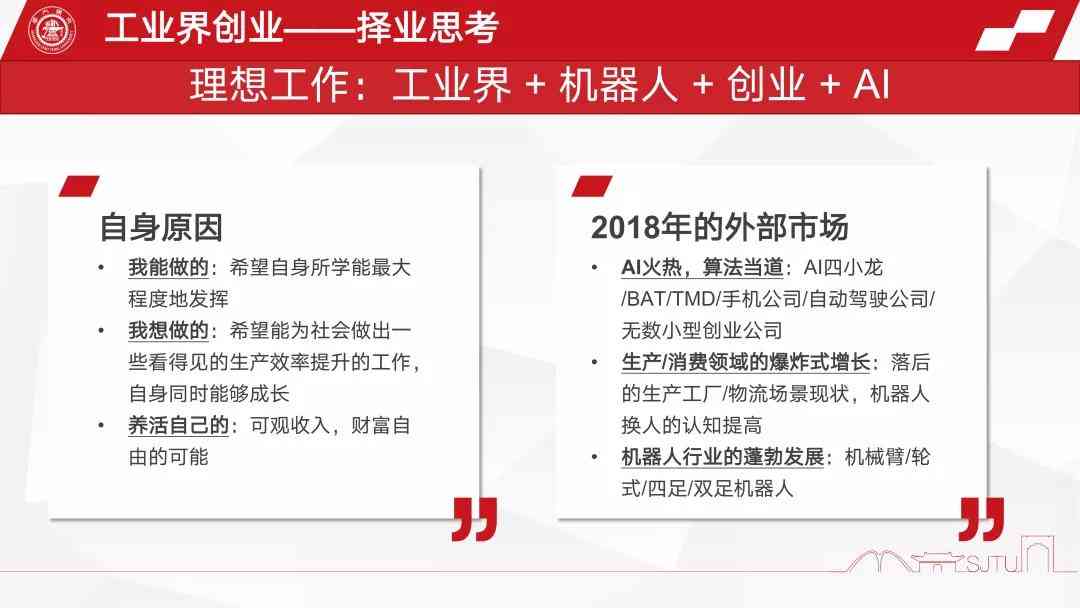 工业界创业——择业思考
理想工作：工业界 + 机器人 + 创业 + AI
自身原因
• 我能做的：希望自身所学能最大
程度地发挥
• 我想做的：希望能为社会做出一
些看得见的生产效率提升的工作，
自身同时能够成长
• 养活自己的：可观收入，财富自
由的可能
2018年的外部市场
• AI火热，算法当道：AI四小龙
/BAT/TMD/手机公司/自动驾驶公司/
无数小型创业公司
• 生产/消费领域的爆炸式增长：落后
的生产工厂/物流场景现状，机器人
换人的认知提高
• 机器人行业的蓬勃发展：机械臂/轮
式/四足/双足机器人
SJTU